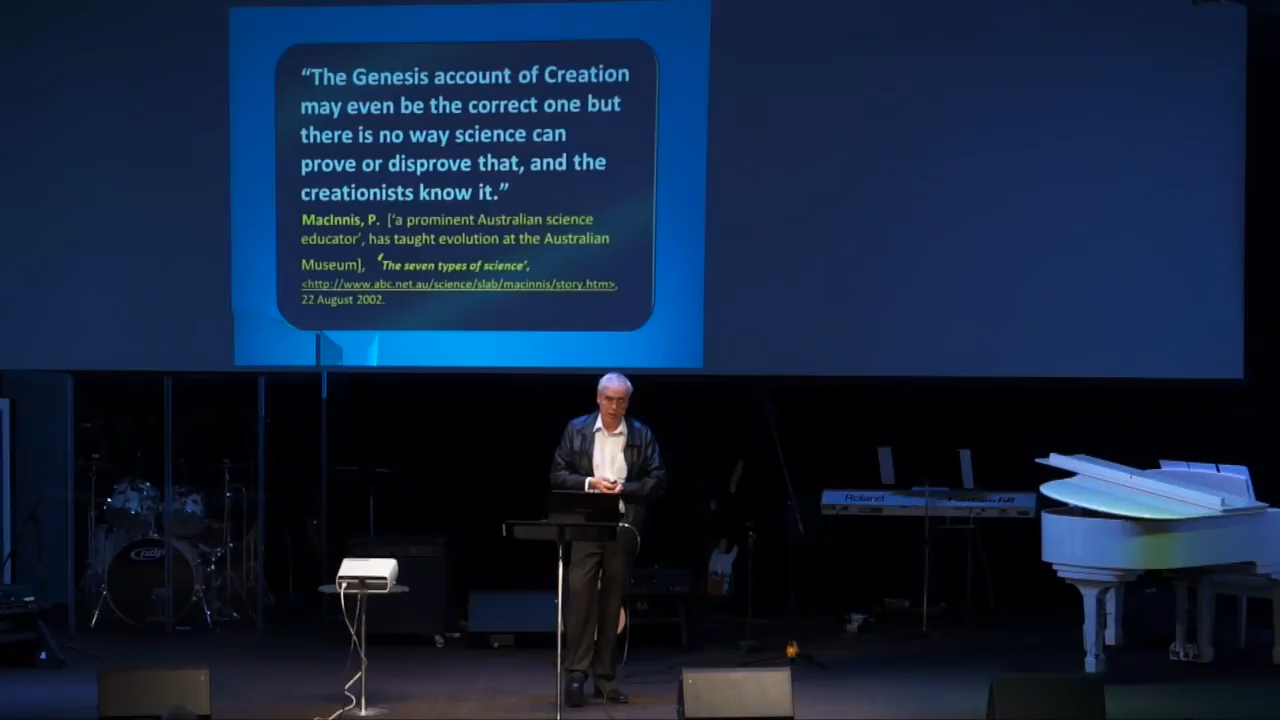 “The Genesis account of Creation
may even be the correct one but
there is no way science can
prove or disprove that, and the
creationists know it.”
MacInnis, P. [‘a prominent Australian science
educator’, has taught evolution at the Australian
Museum], ‘The seven types of science’,
<http://www.abc.net.au/science/slab/macinnis/story.htm>,
22 August 2002.
Roland
pdp